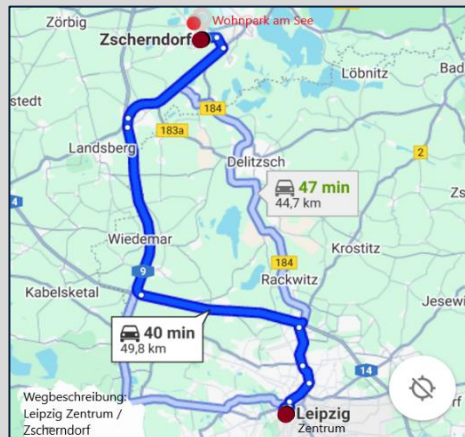 Zörbig
Wohnpark am See
Zscherndorf
Löbnitz
Bad
stedt
184
183a
Landsberg
Delitzsch
2
47 min
44,7 km
Zs
4
Wiedemar
Krostitz
184
9
Rackwitz
Kabelsketal
Jesewi
40 min
49,8 km
14
Wegbeschreibung:
Leipzig Zentrum /
Zscherndorf
Leipzig
Zentrum
rf